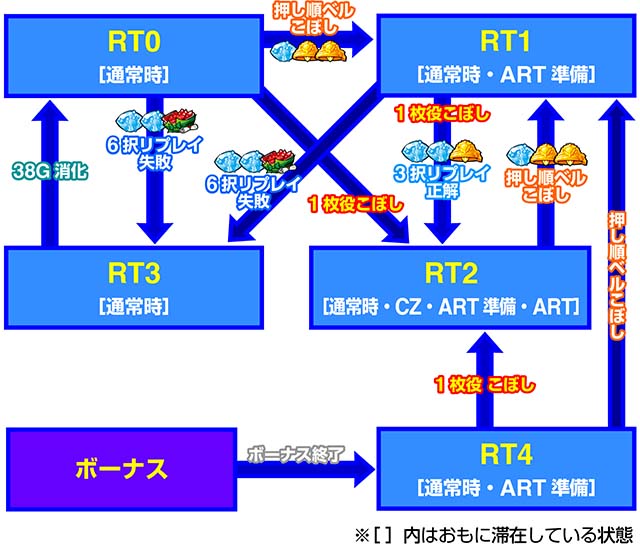 RT0
[通常時]
押し順ベル
こぼし
RT1
[通常時・ART 準備]
38G 消化
6択リプレイ
失敗
6択リプレイ
失敗
1枚役こぼし
1枚役こぼし
3択リプレイ
正解
押し順ベル
こぼし
押し順ベルこぼし
RT3
[通常時]
RT2
[通常時・CZ・ART 準備・ART]
1枚役 こぼし
ボーナス
ボーナス終了
RT4
[通常時・ART 準備]
※[ ] 内はおもに滞在している状態